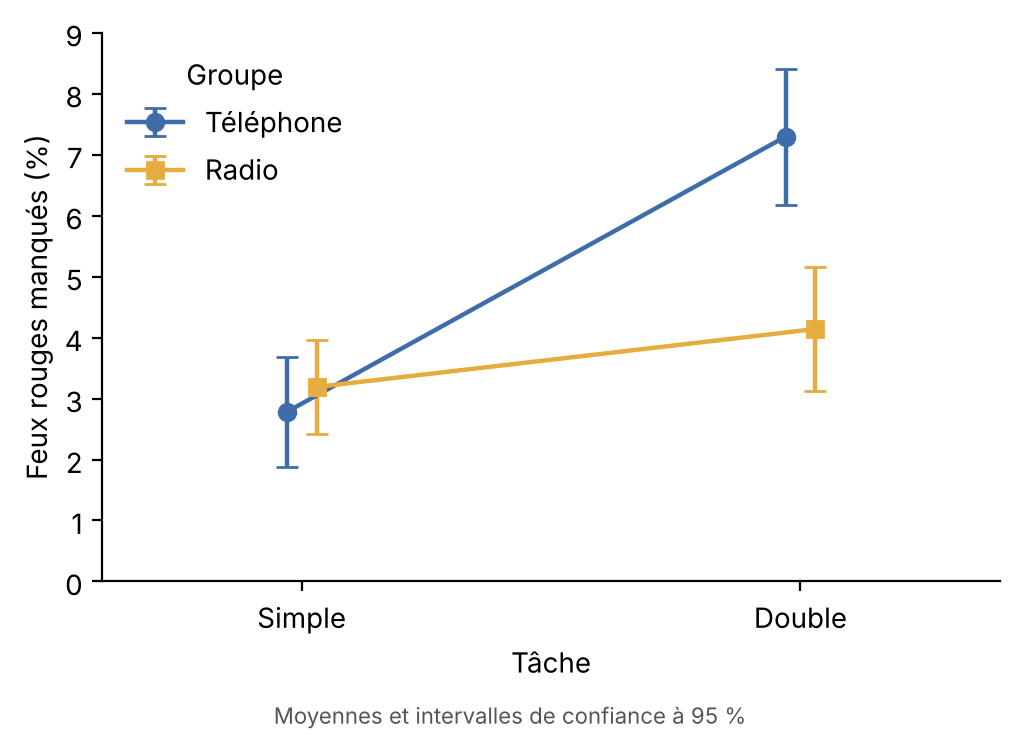 9
8
7
6
5
4
3
2
1
0
Feux rouges manqués (%)
Groupe
Téléphone
Radio
Simple
Double
Tâche
Moyennes et intervalles de confiance à 95 %